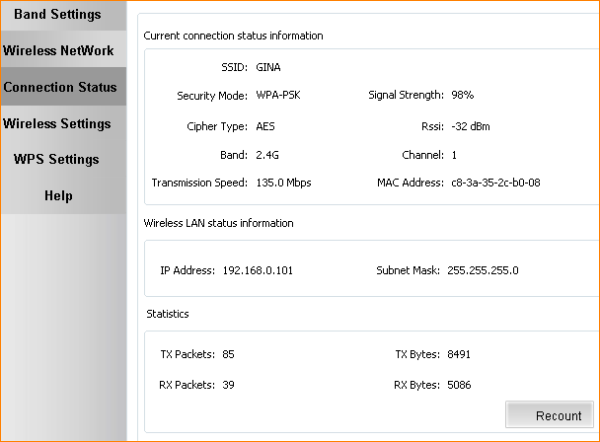 Band Settings
Wireless NetWork
Connection Status
Wireless Settings
WPS Settings
Help
Current connection status information
SSID: GINA
Security Mode: WPA-PSK Signal Strength: 98%
Cipher Type: AES Rssi: -32 dBm
Band: 2.4G Channel: 1
Transmission Speed: 135.0 Mbps MAC Address: c8-3a-35-2c-b0-08
Wireless LAN status information
IP Address: 192.168.0.101 Subnet Mask: 255.255.255.0
Statistics
TX Packets: 85 TX Bytes: 8491
RX Packets: 39 RX Bytes: 5086
Recount